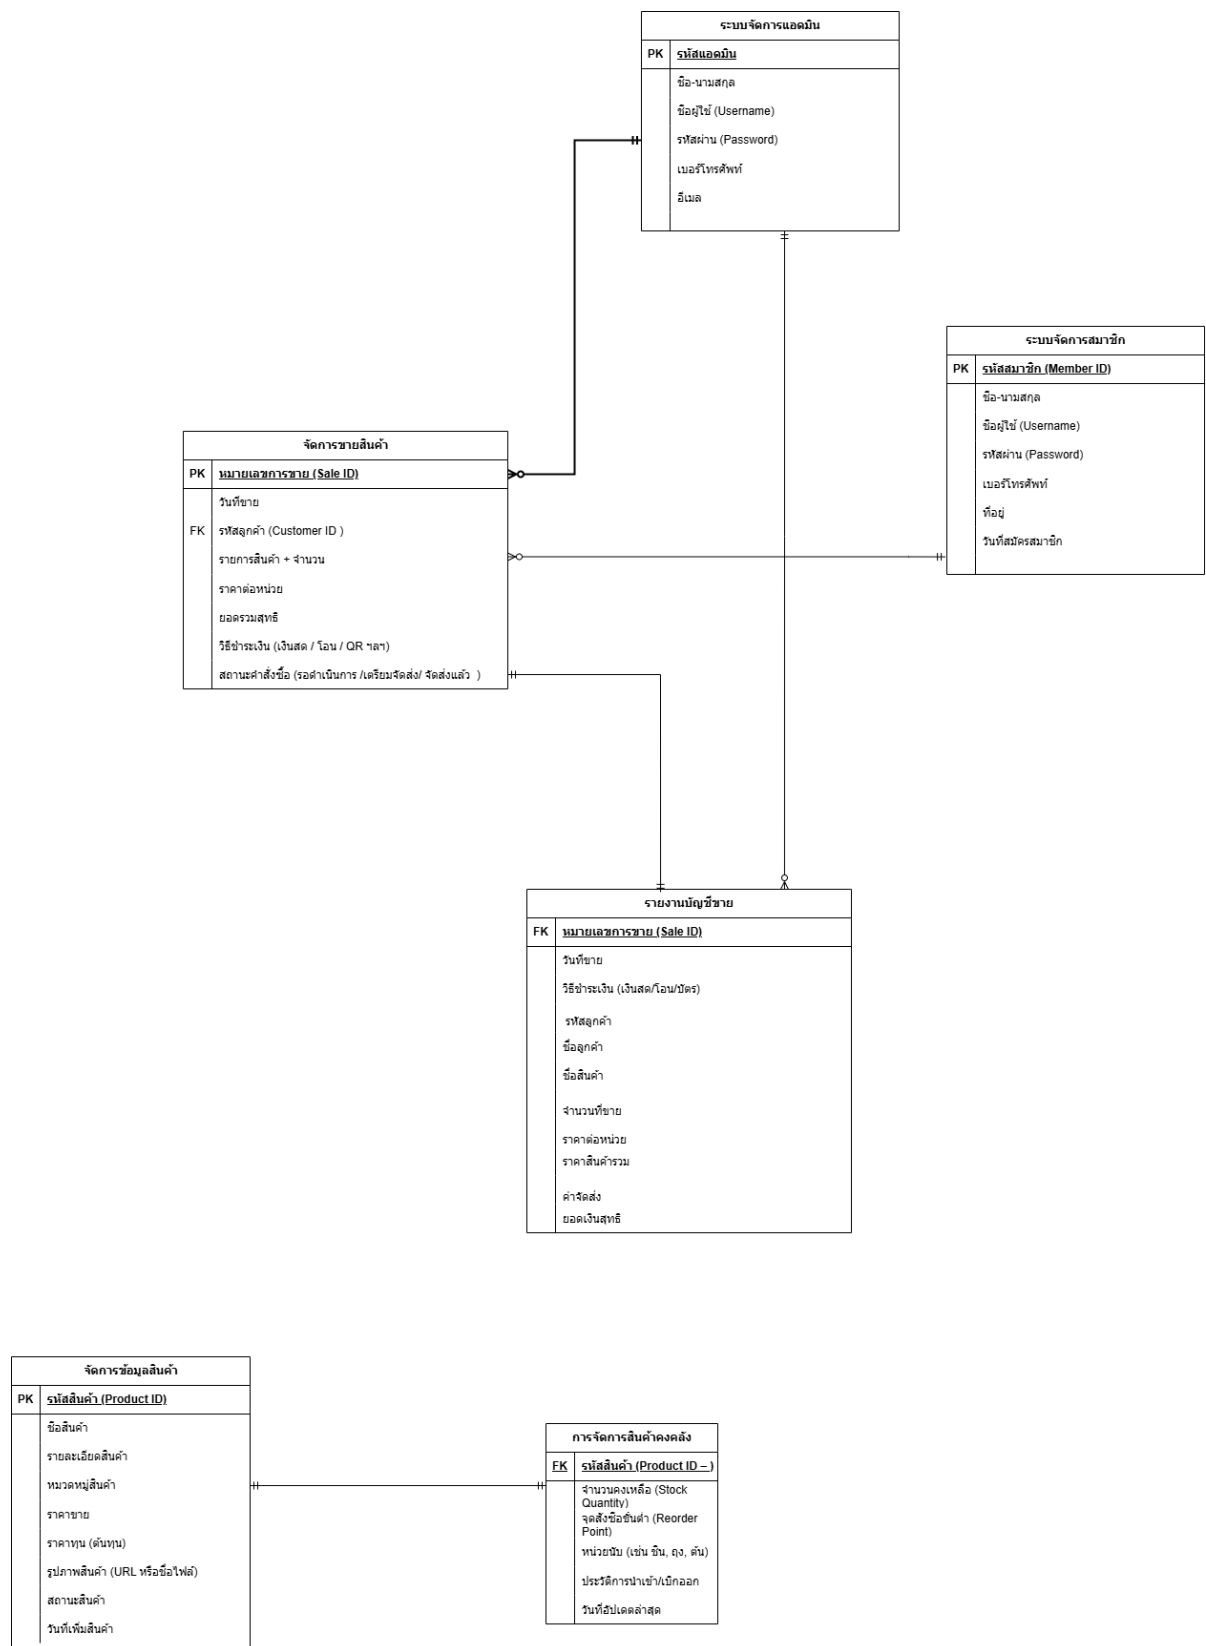 ระบบจัดการแอดมิน
PK รหัสแอดมิน
ชื่อ-นามสกุล
ชื่อผู้ใช้ (Username)
รหัสผ่าน (Password)
เบอร์โทรศัพท์
อีเมล
ระบบจัดการสมาชิก
PK รหัสสมาชิก (Member ID)
ชื่อ-นามสกุล
ชื่อผู้ใช้ (Username)
รหัสผ่าน (Password)
เบอร์โทรศัพท์
ที่อยู่
วันที่สมัครสมาชิก
จัดการขายสินค้า
PK หมายเลขการขาย (Sale ID)
วันที่ขาย
FK รหัสลูกค้า (Customer ID )
รายการสินค้า + จำนวน
ราคาต่อหน่วย
ยอดรวมสุทธิ
วิธีชำระเงิน (เงินสด / โอน / QR ฯลฯ)
สถานะคำสั่งซื้อ (รอดำเนินการ /เตรียมจัดส่ง/ จัดส่งแล้ว )
รายงานบัญชีขาย
FK หมายเลขการขาย (Sale ID)
วันที่ขาย
วิธีชำระเงิน (เงินสด/โอน/บัตร)
รหัสลูกค้า
ชื่อลูกค้า
ชื่อสินค้า
จำนวนที่ขาย
ราคาต่อหน่วย
ราคาสินค้ารวม
ค่าจัดส่ง
ยอดเงินสุทธิ
จัดการข้อมูลสินค้า
PK รหัสสินค้า (Product ID)
ชื่อสินค้า
รายละเอียดสินค้า
หมวดหมู่สินค้า
ราคาขาย
ราคาทุน (ต้นทุน)
รูปภาพสินค้า (URL หรือชื่อไฟล์)
สถานะสินค้า
วันที่เพิ่มสินค้า
การจัดการสินค้าคงคลัง
FK รหัสสินค้า (Product ID – )
จำนวนคงเหลือ (Stock
Quantity)
จุดสั่งซื้อขั้นต่ำ (Reorder
Point)
หน่วยนับ (เช่น ชิ้น, ถุง, ต้น)
ประวัติการนำเข้า/เบิกออก
วันที่อัปเดตล่าสุด